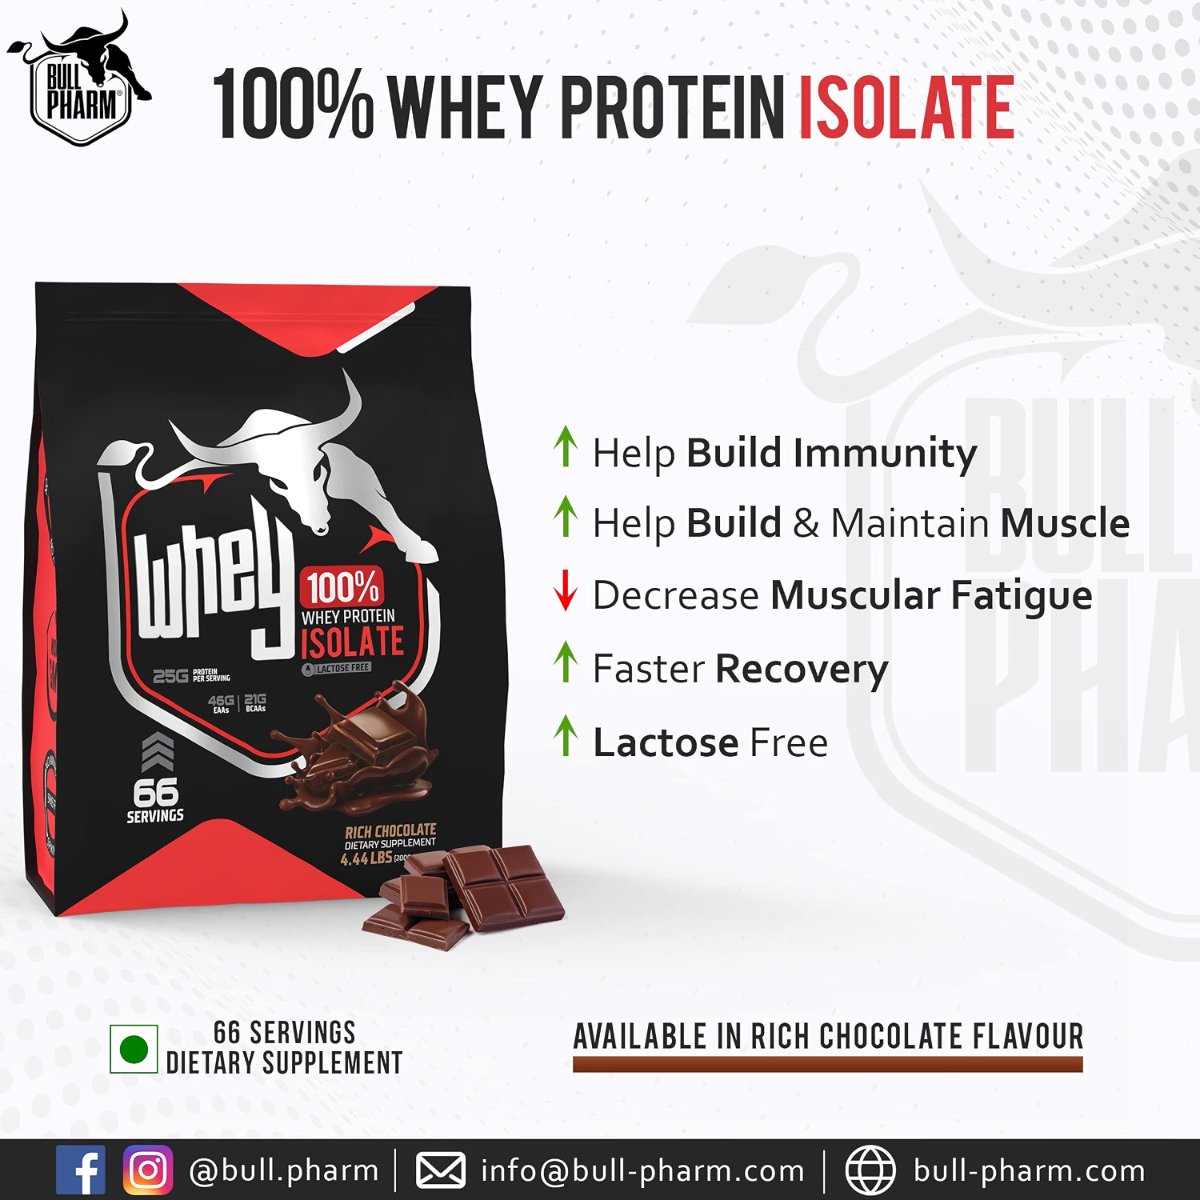 BULL
PHARM®
100% WHEY PROTEIN ISOLATE
whey
100%
WHEY PROTEIN
ISOLATE
LACTOSE FREE
25G PROTEIN
PER SERVING
46G
EAAs
21G
BCAAs
66
SERVINGS
RICH CHOCOLATE
DIETARY SUPPLEMENT
4.44 LBS
Help Build Immunity
Help Build & Maintain Muscle
Decrease Muscular Fatigue
Faster Recovery
Lactose Free
BULL
PHA
66 SERVINGS
DIETARY SUPPLEMENT
AVAILABLE IN RICH CHOCOLATE FLAVOUR
@bull.pharm
info@bull-pharm.com
bull-pharm.com